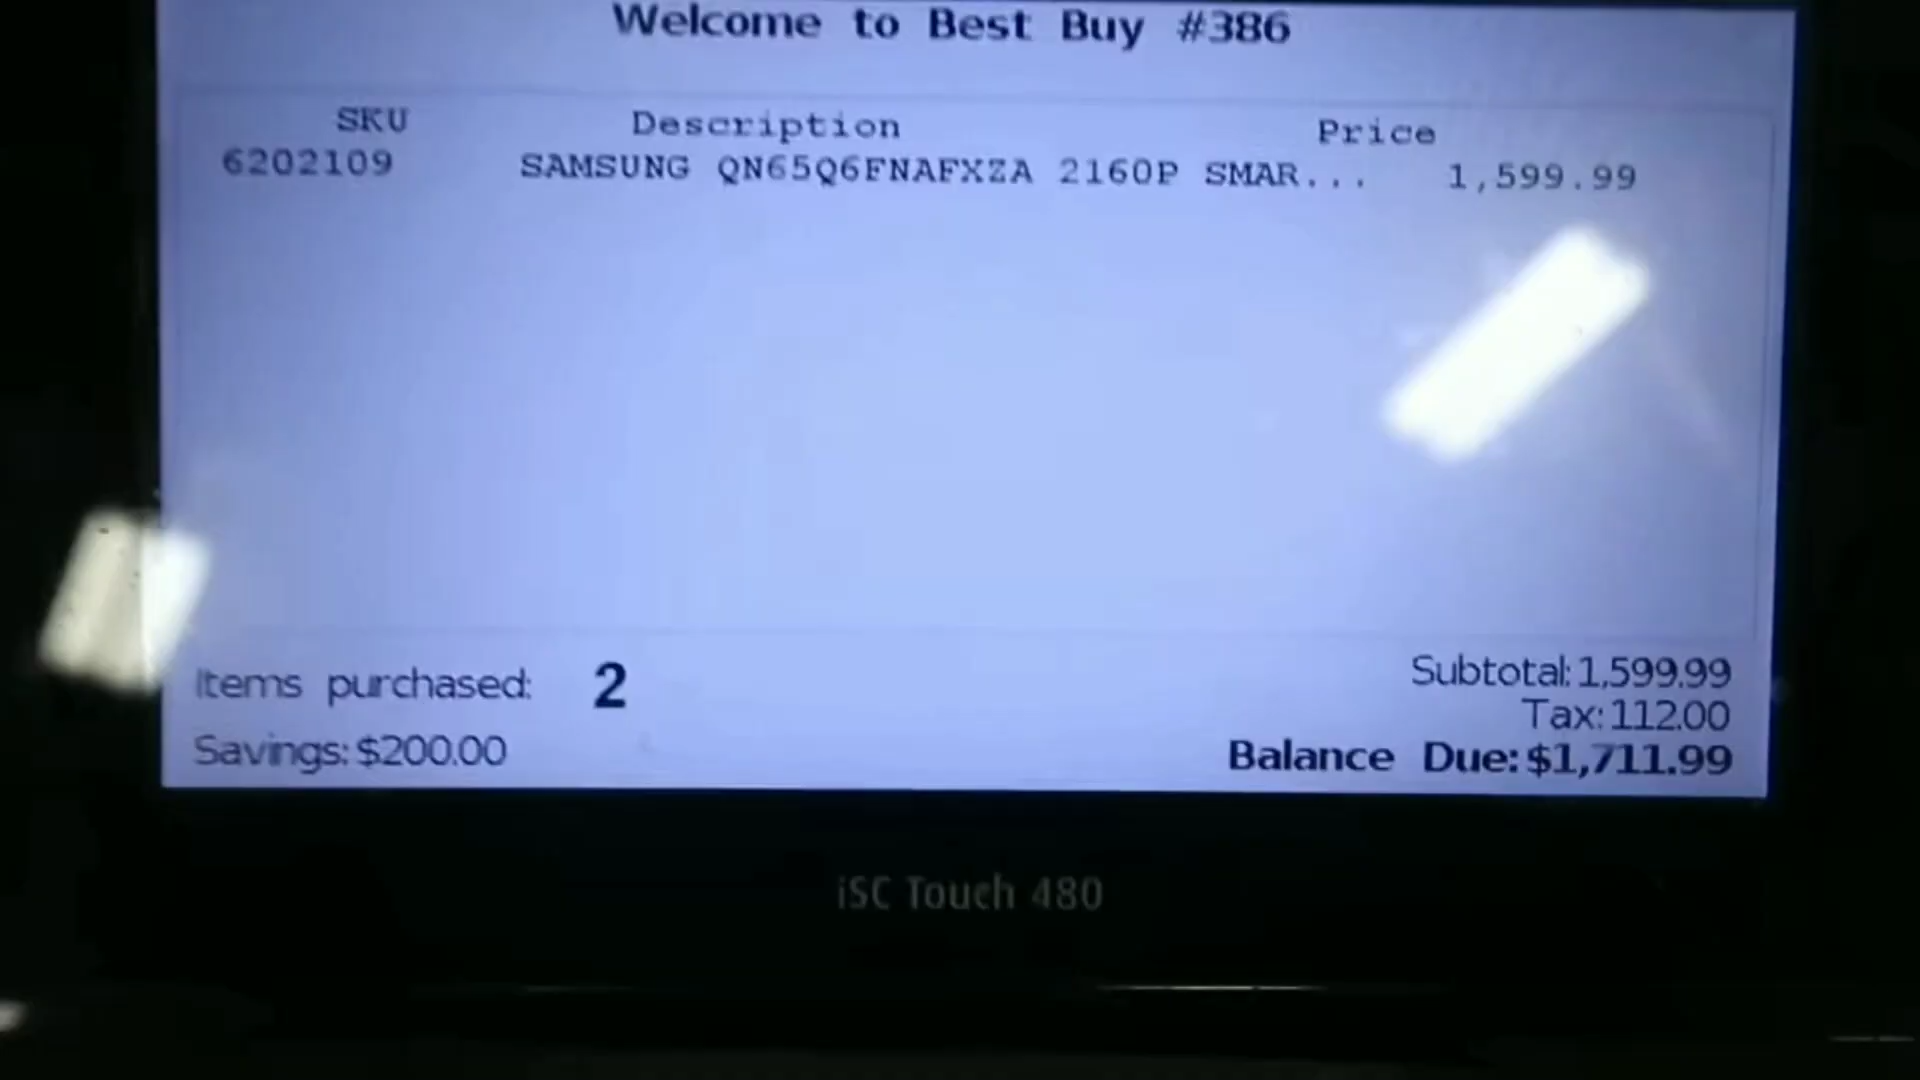 Welcome to Best Buy #386
SKU Description Price
6202109 SAMSUNG QN65Q6FNAFXZA 2160P SMAR... 1,599.99
Items purchased: 2
Savings: $200.00
Subtotal: 1,599.99
Tax: 112.00
Balance Due: $1,711.99
iSC Touch 480